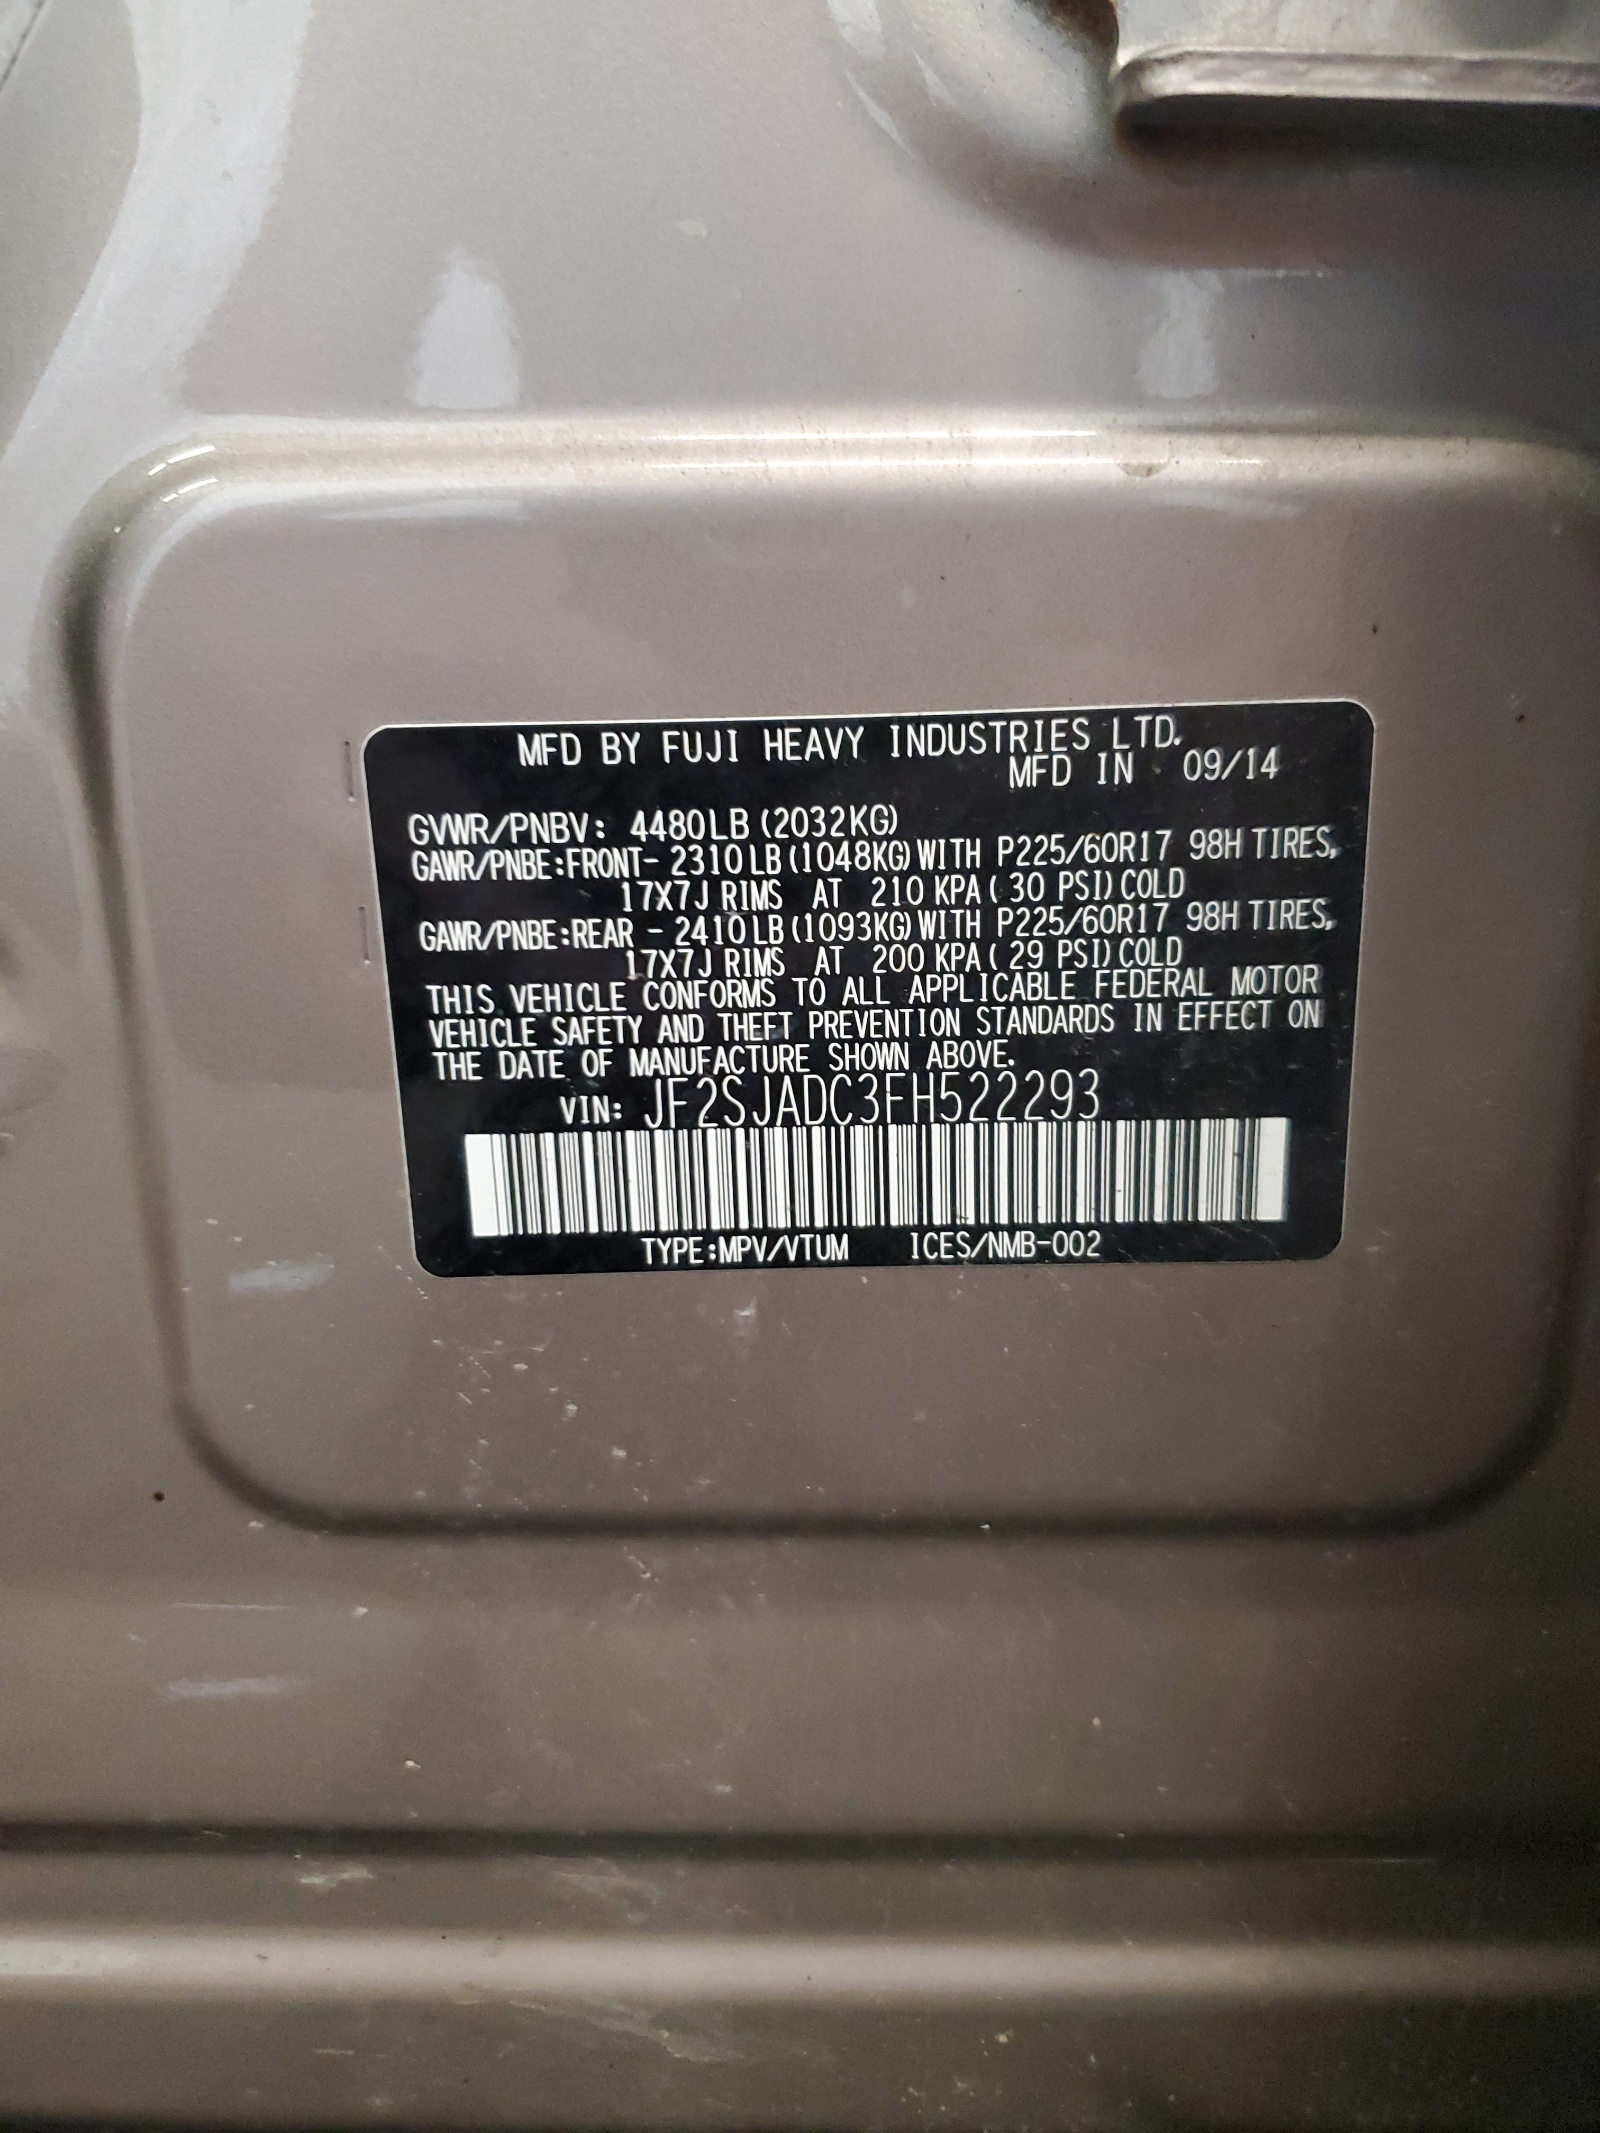 MFD BY FUJI HEAVY INDUSTRIES LTD.
MFD IN 09/14
GVWR/PNBV: 4480LB (2032KG)
GAWR/PNBE:FRONT- 2310LB(1048KG)WITH P225/60R17 98H TIRES,
17X7J RIMS AT 210 KPA( 30 PSI)COLD
GAWR/PNBE:REAR - 2410LB(1093KG)WITH P225/60R17 98H TIRES,
17X7J RIMS AT 200 KPA( 29 PSI)COLD
THIS VEHICLE CONFORMS TO ALL APPLICABLE FEDERAL MOTOR
VEHICLE SAFETY AND THEFT PREVENTION STANDARDS IN EFFECT ON
THE DATE OF MANUFACTURE SHOWN ABOVE.
VIN: JF2SJADC3FH522293
TYPE:MPV/VTUM ICES/NMB-002